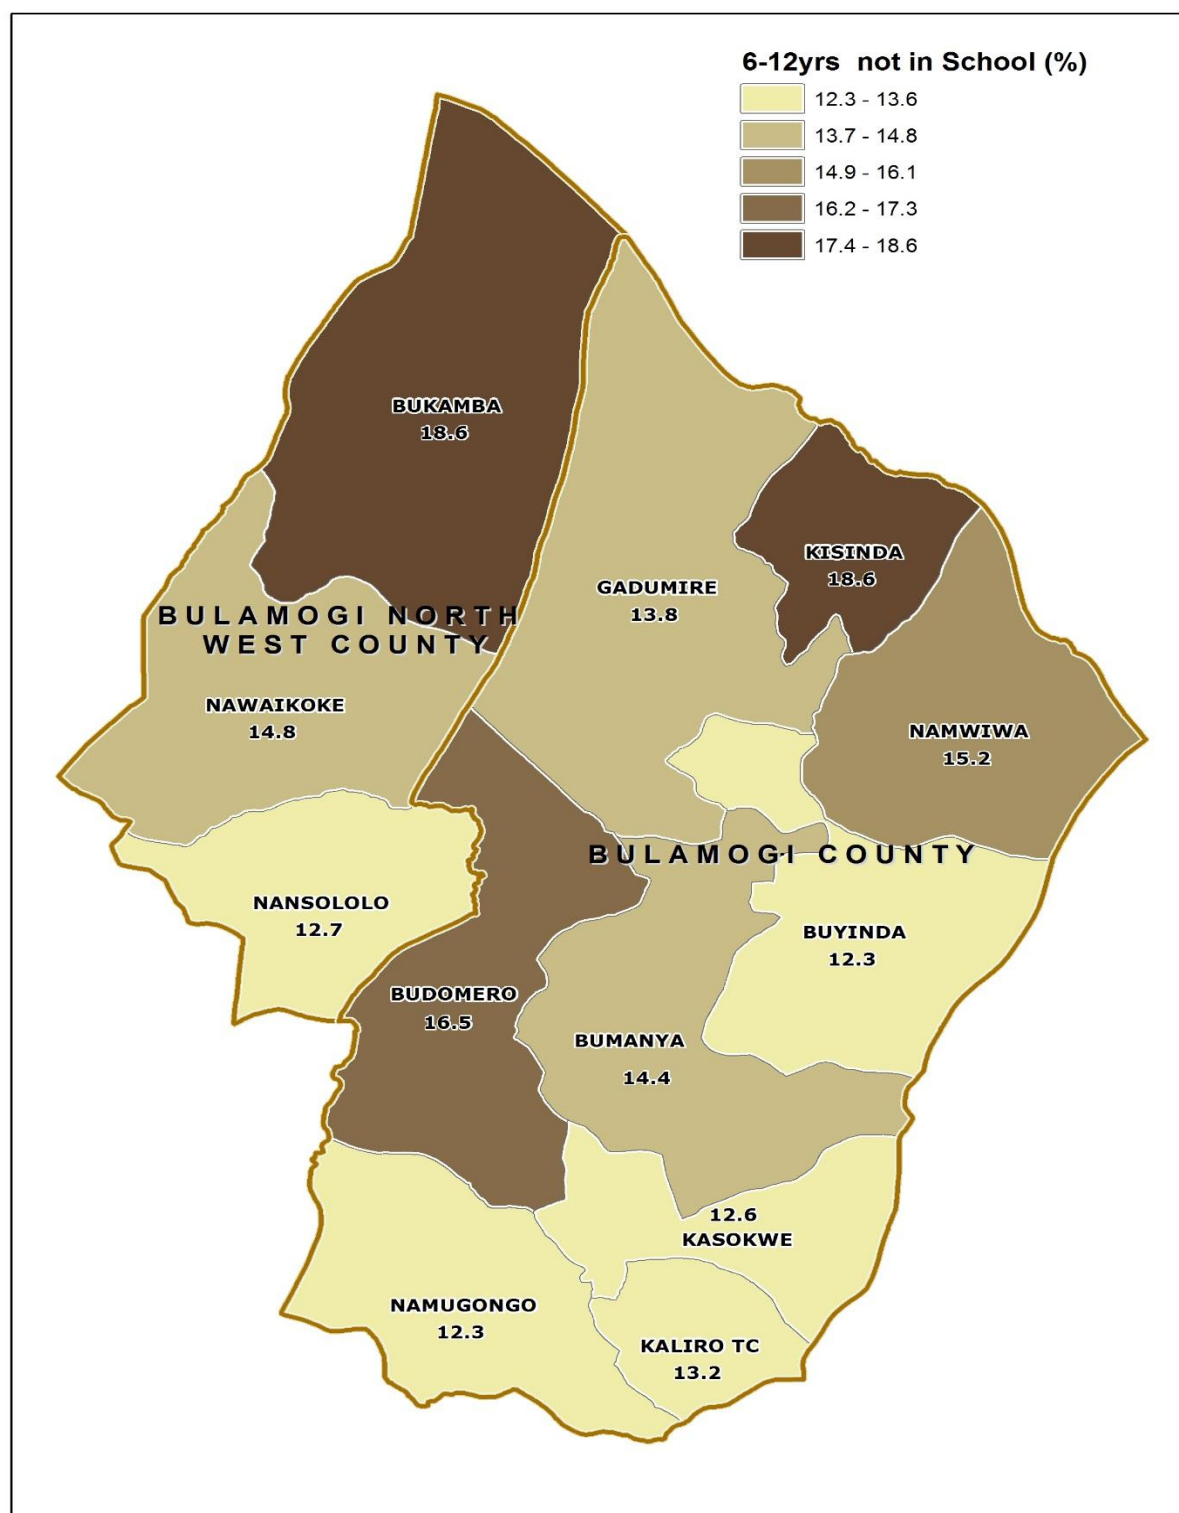 6-12yrs not in School (%)
12.3 - 13.6
13.7 - 14.8
14.9 - 16.1
16.2 - 17.3
17.4 - 18.6
BUKAMBA
18.6
KISINDA
18.6
GADUMIRE
13.8
BULAMOGI NORTH
WEST COUNTY
NAWAIKOKE
14.8
NAMWIWA
15.2
BULAMOGI COUNTY
NANSOLOLO
12.7
BUYINDA
12.3
BUDOMERO
16.5
BUMANYA
14.4
12.6
KASOKWE
NAMUGONGO
12.3
KALIRO TC
13.2